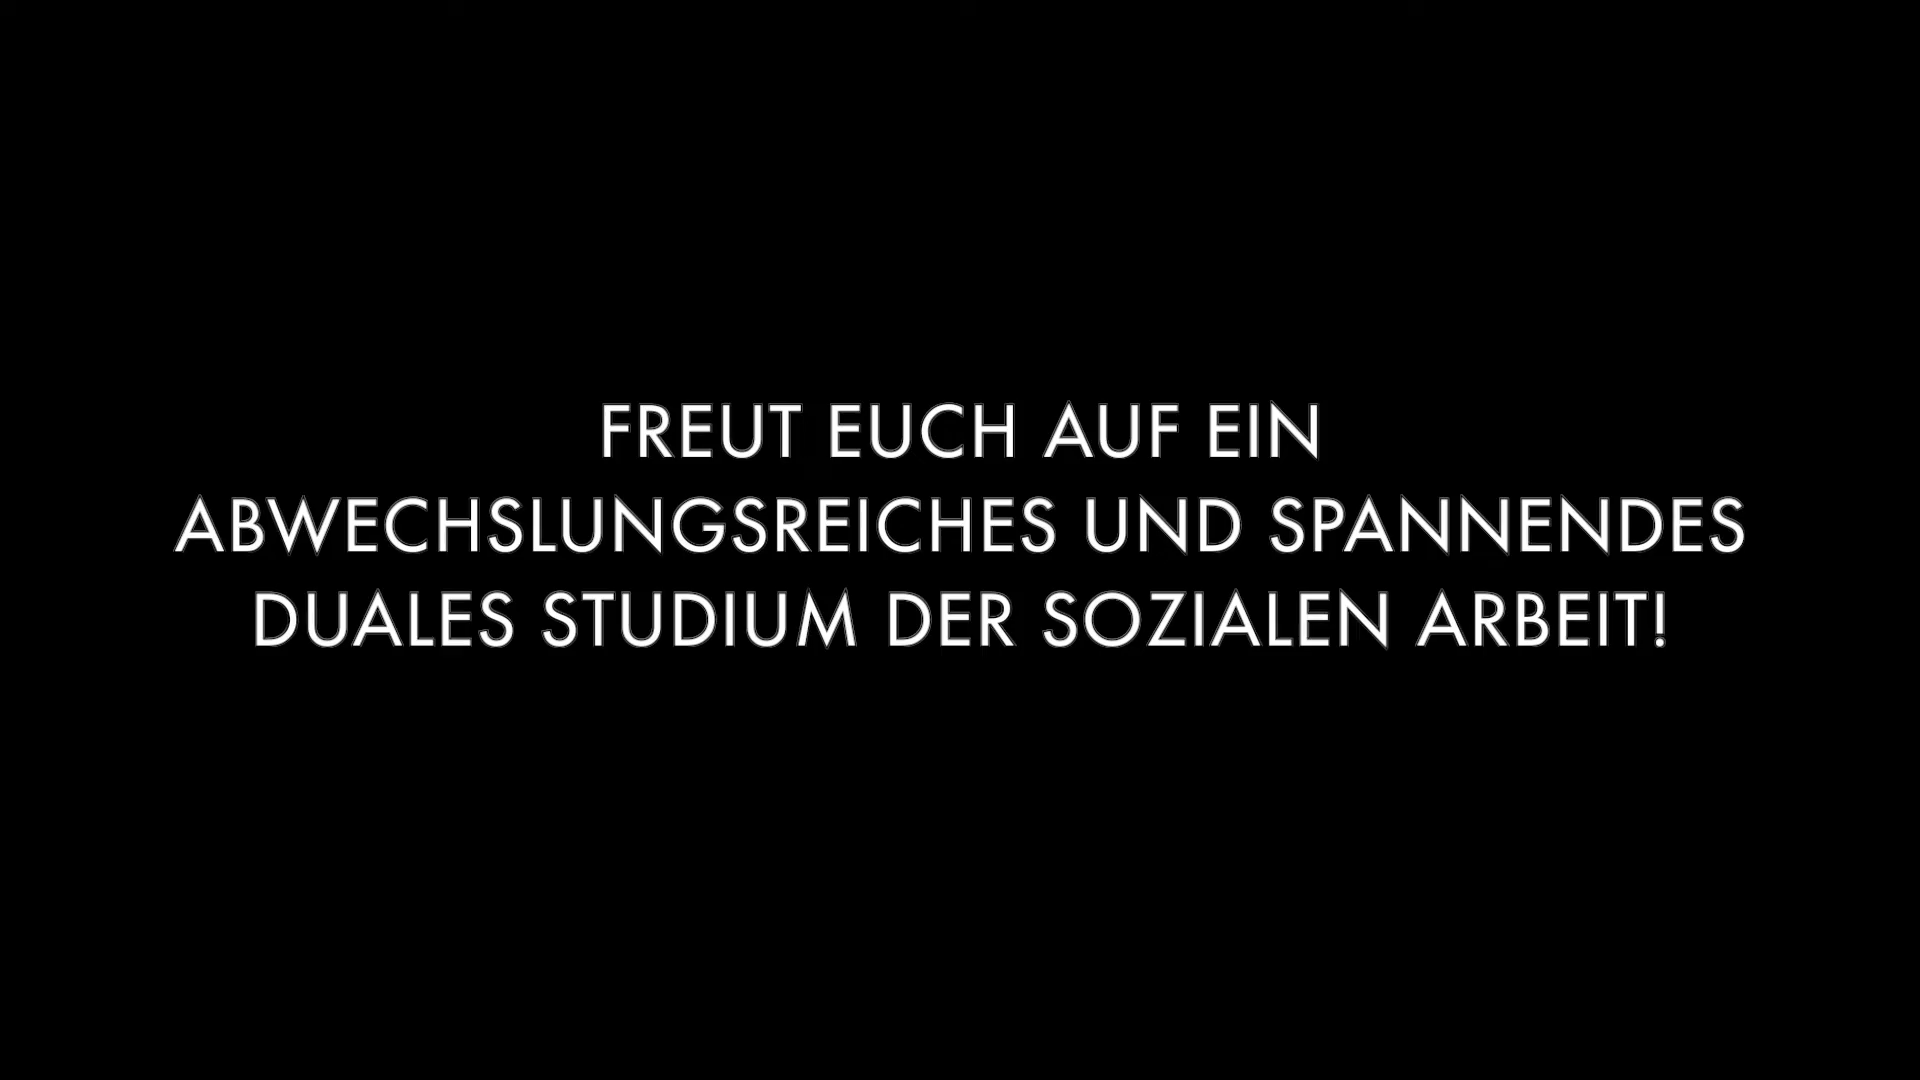 FREUT EUCH AUF EIN
ABWECHSLUNGSREICHES UND SPANNENDES
DUALES STUDIUM DER SOZIALEN ARBEIT!